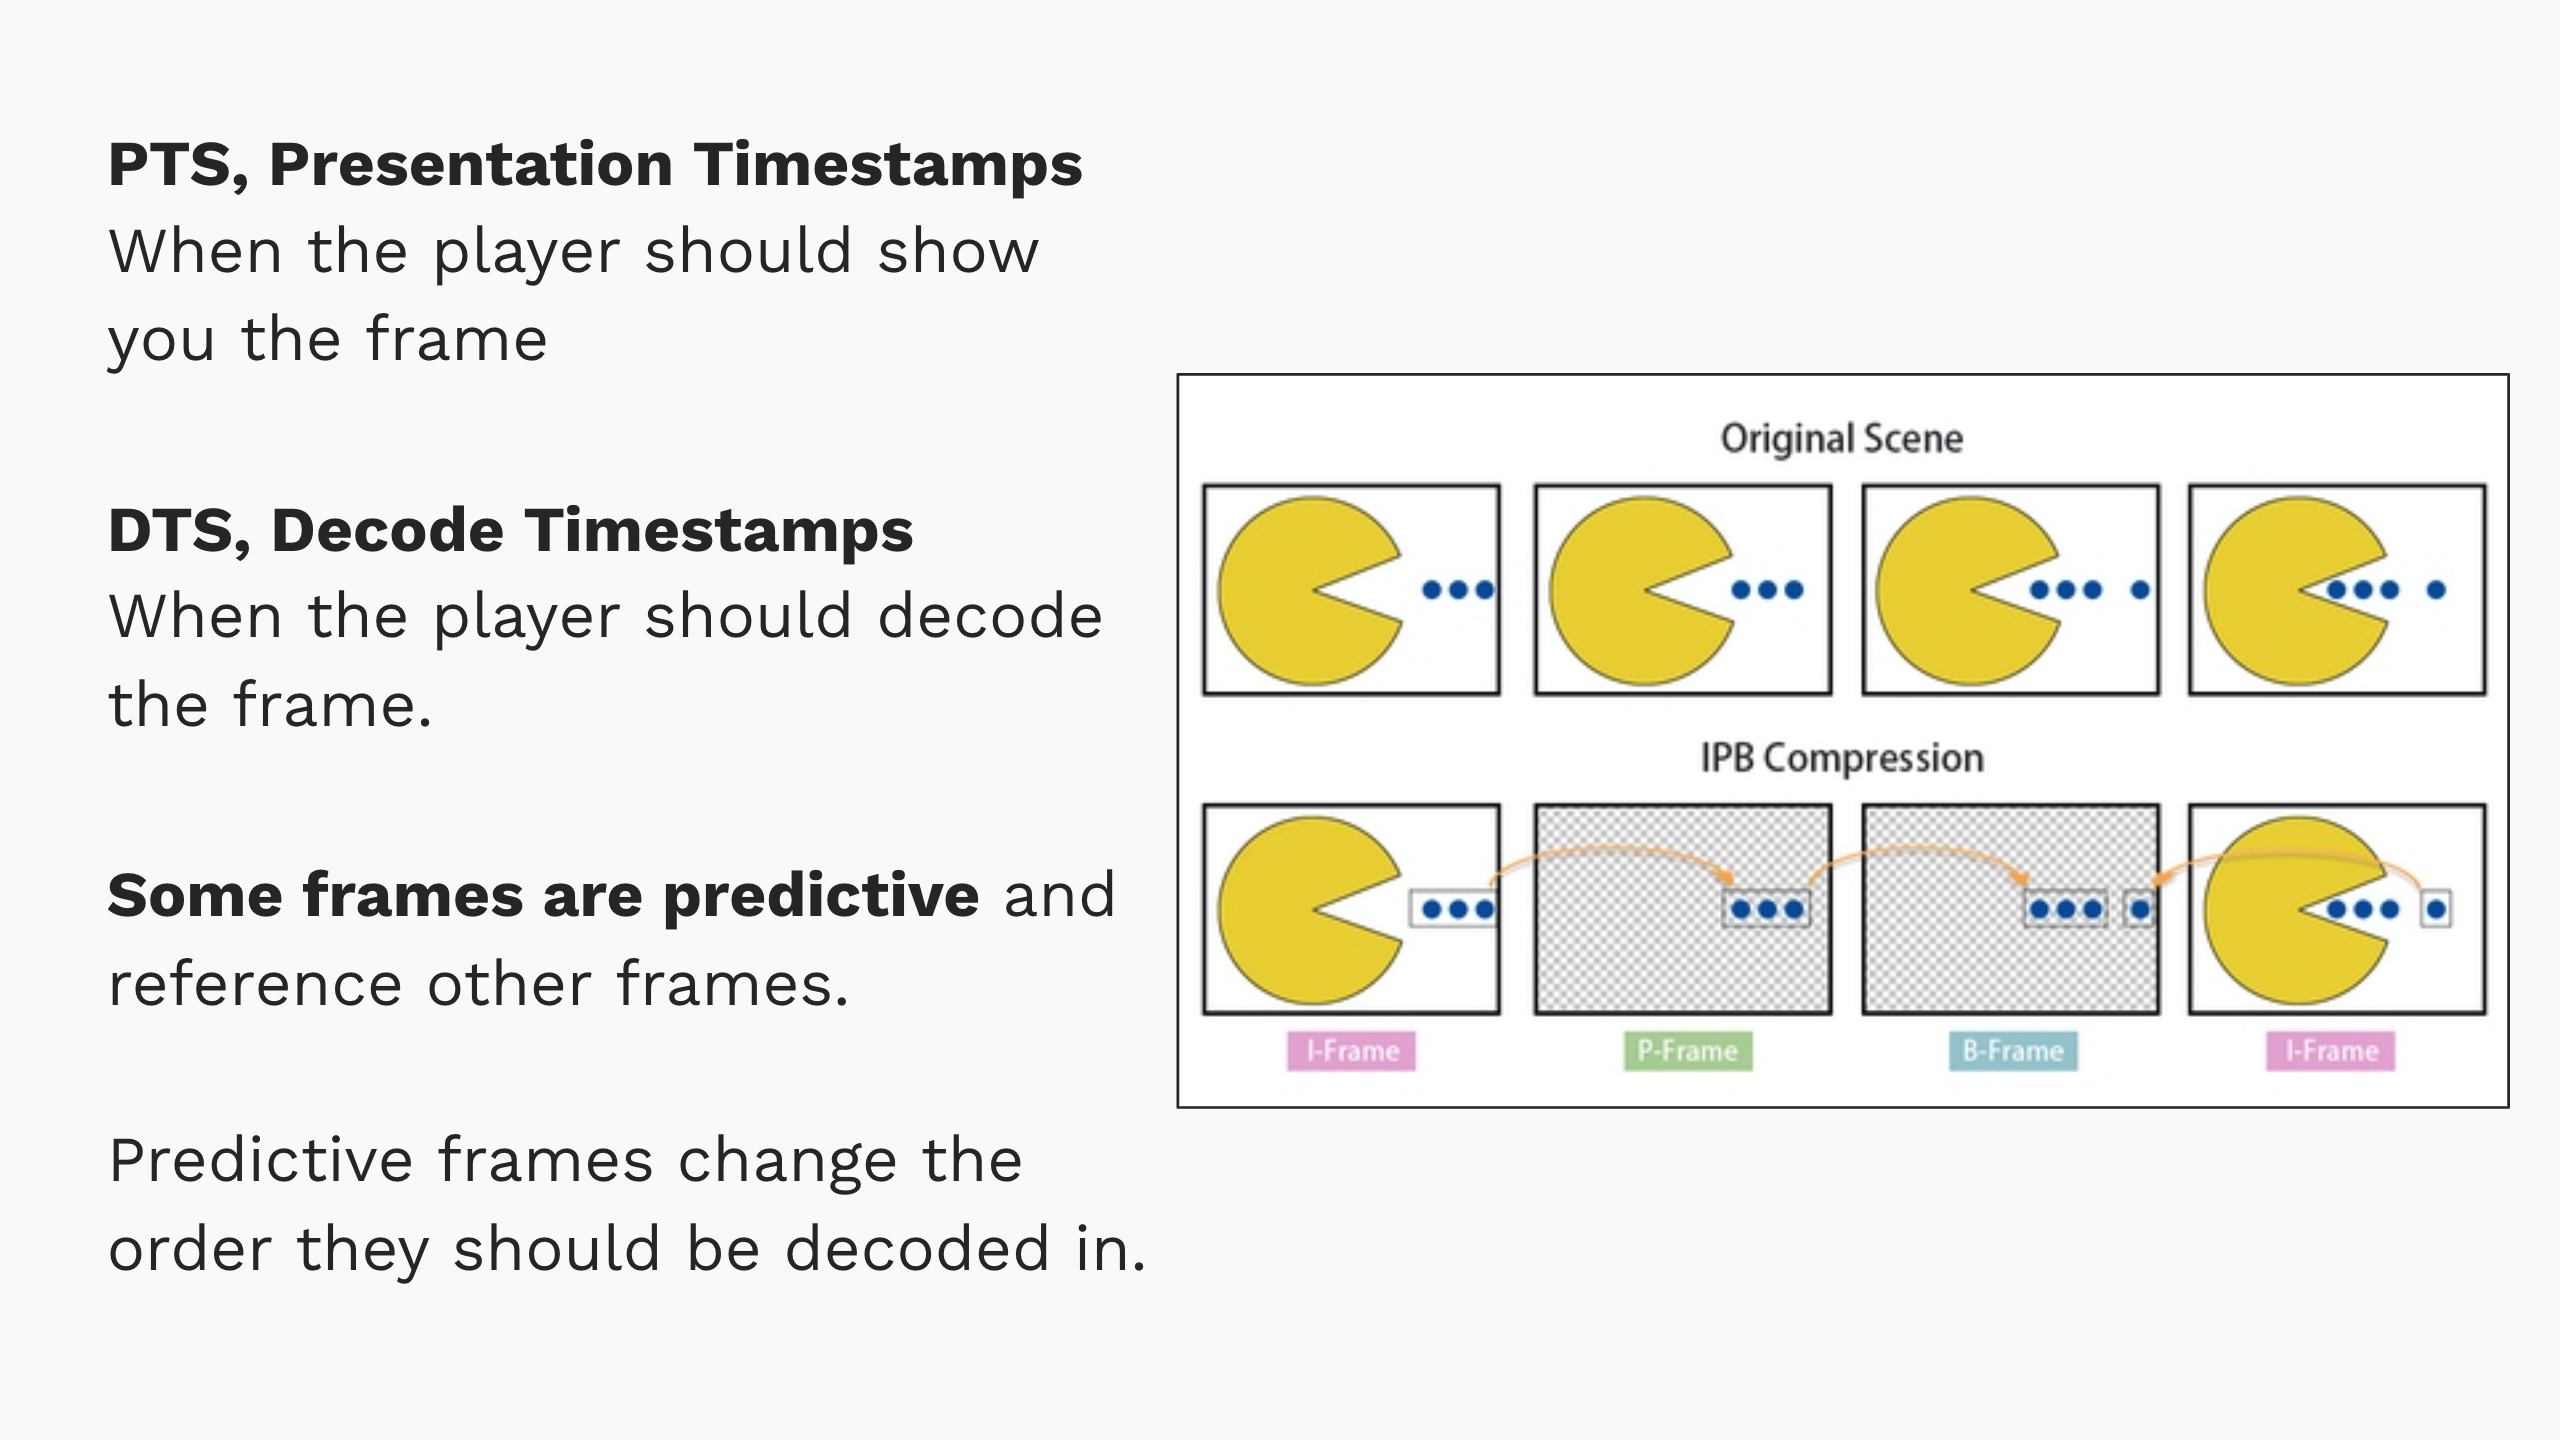 PTS, Presentation Timestamps
When the player should show
you the frame
DTS, Decode Timestamps
When the player should decode
the frame.
Some frames are predictive and
reference other frames.
Predictive frames change the
order they should be decoded in.
Original Scene
IPB Compression
I-Frame
P-Frame
B-Frame
I-Frame